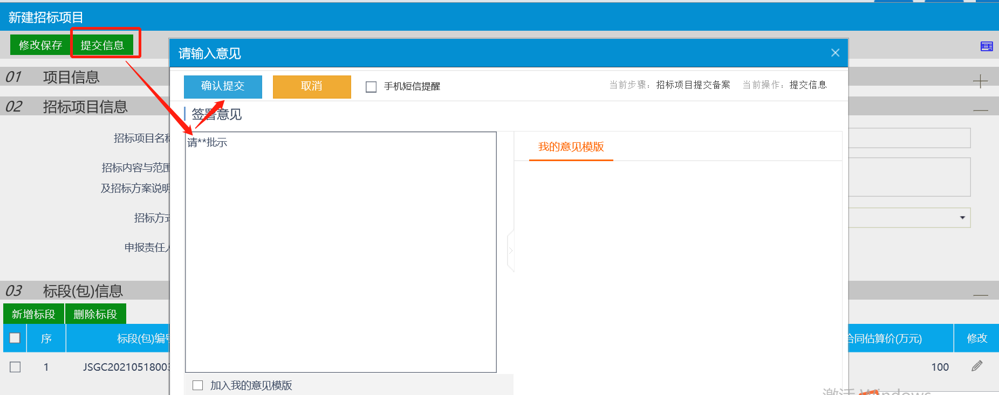 新建招标项目
修改保存
提交信息
请输入意见
01 项目信息
确认提交
取消
手机短信提醒
当前步骤：招标项目提交备案
当前操作：提交信息
02 招标项目信息
签署意见
请**批示
我的意见模版
招标项目名称
招标内容与范围
及招标方案说明
招标方式
申报责任人
03 标段(包)信息
新增标段
删除标段
序
标段(包)编号
合同估算价(万元)
修改
1
JSGC2021051800
100
加入我的意见模版
激活 Windows